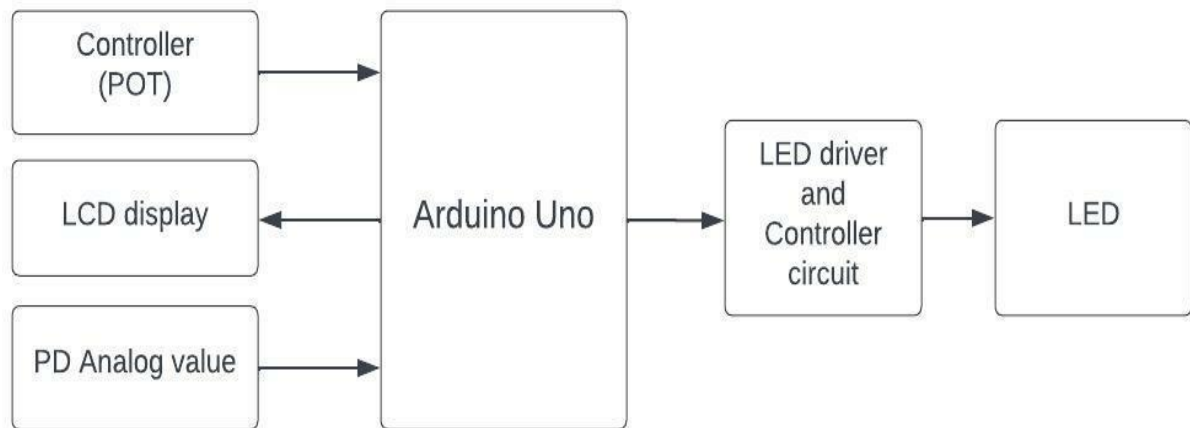 Controller
(POT)
LCD display
PD Analog value
Arduino Uno
LED driver
and
Controller
circuit
LED